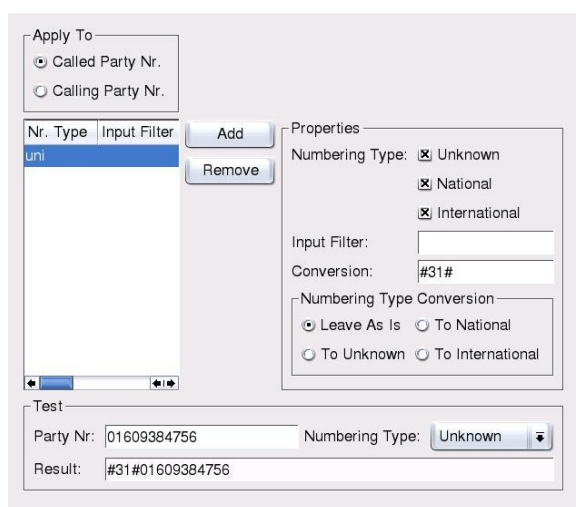 Apply To
Called Party Nr.
Calling Party Nr.
Nr. Type Input Filter
uni
Add
Remove
Properties
Numbering Type: Unknown
National
International
Input Filter:
Conversion: #31#
Numbering Type Conversion
Leave As Is To National
To Unknown To International
Test
Party Nr: 01609384756 Numbering Type: Unknown
Result: #31#01609384756